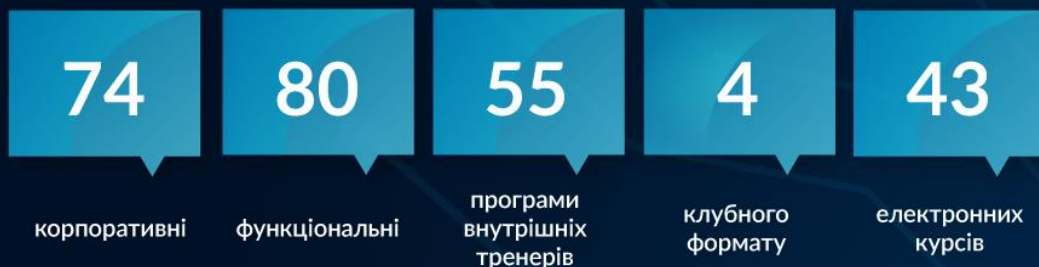 74
80
55
4
43
корпоративні
функціональні
програми
внутрішніх
тренерів
клубного
формату
електронних
курсів